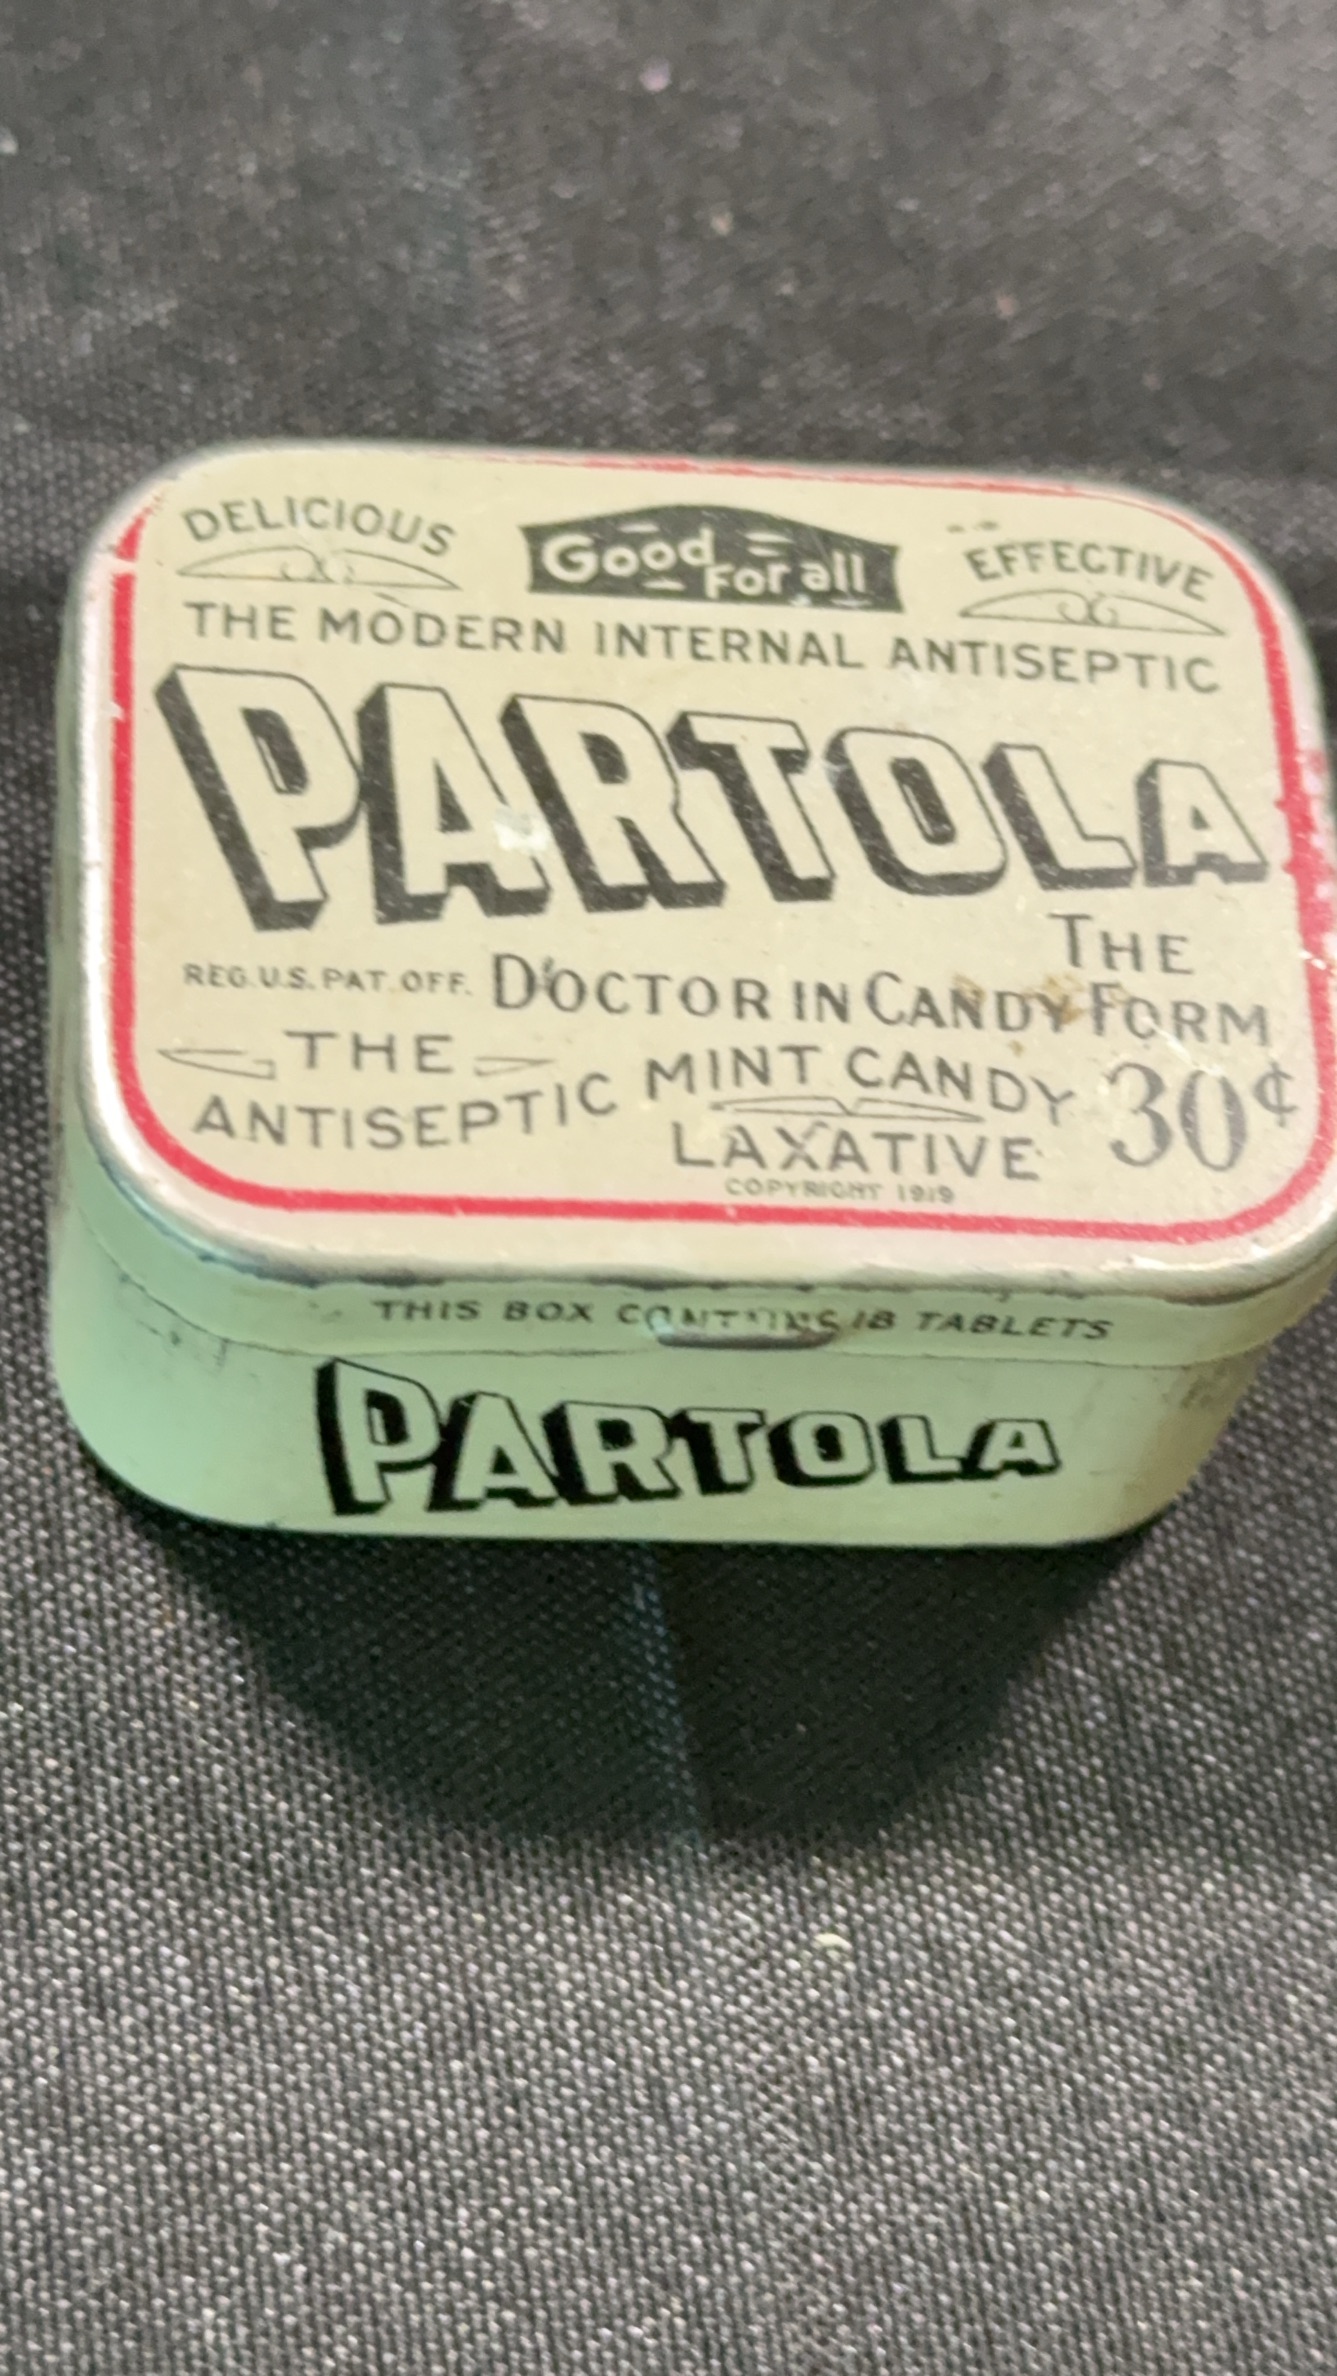 DELICIOUS
Good For all
EFFECTIVE
THE MODERN INTERNAL ANTISEPTIC
PARTOLA
THE
REG. U.S. PAT. OFF. DOCTOR IN CANDY FORM
THE
ANTISEPTIC
MINT CANDY
LAXATIVE
30¢
COPYRIGHT 1919
THIS BOX CONTAINS 18 TABLETS
PARTOLA